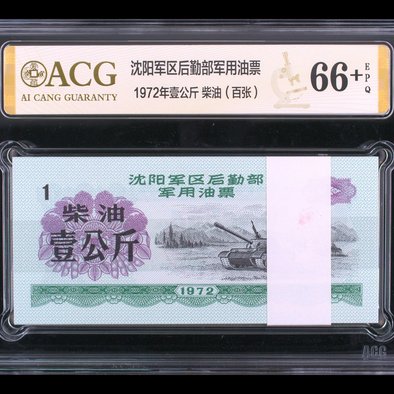 ACG
AI CANG GUARANTY
沈阳军区后勤部军用油票
1972年壹公斤 柴油（百张）
66+
EPQ
沈阳军区后勤部
军用油票
1
柴油
壹公斤
1972
ACG